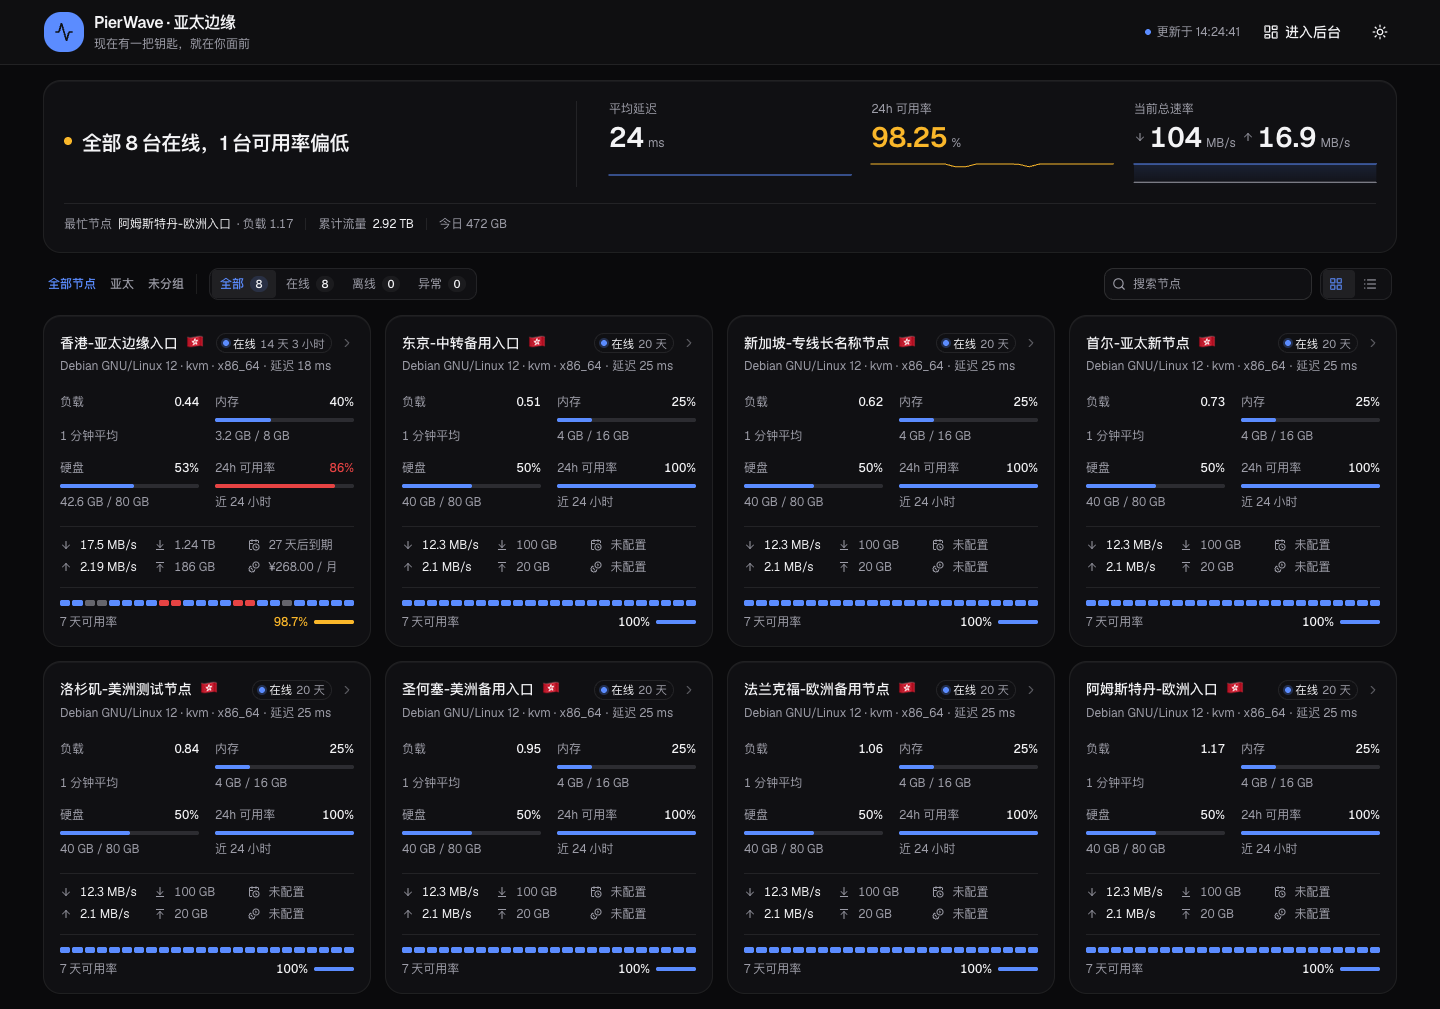 PierWave · 亚太边缘
现在有一把钥匙，就在你面前
更新于 14:24:41
进入后台
全部 8 台在线，1 台可用率偏低
平均延迟
24 ms
24h 可用率
98.25 %
当前总速率
104 MB/s 16.9 MB/s
最忙节点 阿姆斯特丹-欧洲入口 · 负载 1.17 累计流量 2.92 TB 今日 472 GB
全部节点 亚太 未分组 全部 8 在线 8 离线 0 异常 0
搜索节点
香港-亚太边缘入口 在线 14 天 3 小时
Debian GNU/Linux 12 · kvm · x86_64 · 延迟 18 ms
负载 0.44 内存 40%
1 分钟平均 3.2 GB / 8 GB
硬盘 53% 24h 可用率 86%
42.6 GB / 80 GB 近 24 小时
17.5 MB/s 1.24 TB 27 天后到期
2.19 MB/s 186 GB ¥268.00 / 月
7 天可用率 98.7%
东京-中转备用入口 在线 20 天
Debian GNU/Linux 12 · kvm · x86_64 · 延迟 25 ms
负载 0.51 内存 25%
1 分钟平均 4 GB / 16 GB
硬盘 50% 24h 可用率 100%
40 GB / 80 GB 近 24 小时
12.3 MB/s 100 GB 未配置
2.1 MB/s 20 GB 未配置
7 天可用率 100%
新加坡-专线长名称节点 在线 20 天
Debian GNU/Linux 12 · kvm · x86_64 · 延迟 25 ms
负载 0.62 内存 25%
1 分钟平均 4 GB / 16 GB
硬盘 50% 24h 可用率 100%
40 GB / 80 GB 近 24 小时
12.3 MB/s 100 GB 未配置
2.1 MB/s 20 GB 未配置
7 天可用率 100%
首尔-亚太新节点 在线 20 天
Debian GNU/Linux 12 · kvm · x86_64 · 延迟 25 ms
负载 0.73 内存 25%
1 分钟平均 4 GB / 16 GB
硬盘 50% 24h 可用率 100%
40 GB / 80 GB 近 24 小时
12.3 MB/s 100 GB 未配置
2.1 MB/s 20 GB 未配置
7 天可用率 100%
洛杉矶-美洲测试节点 在线 20 天
Debian GNU/Linux 12 · kvm · x86_64 · 延迟 25 ms
负载 0.84 内存 25%
1 分钟平均 4 GB / 16 GB
硬盘 50% 24h 可用率 100%
40 GB / 80 GB 近 24 小时
12.3 MB/s 100 GB 未配置
2.1 MB/s 20 GB 未配置
7 天可用率 100%
圣何塞-美洲备用入口 在线 20 天
Debian GNU/Linux 12 · kvm · x86_64 · 延迟 25 ms
负载 0.95 内存 25%
1 分钟平均 4 GB / 16 GB
硬盘 50% 24h 可用率 100%
40 GB / 80 GB 近 24 小时
12.3 MB/s 100 GB 未配置
2.1 MB/s 20 GB 未配置
7 天可用率 100%
法兰克福-欧洲备用节点 在线 20 天
Debian GNU/Linux 12 · kvm · x86_64 · 延迟 25 ms
负载 1.06 内存 25%
1 分钟平均 4 GB / 16 GB
硬盘 50% 24h 可用率 100%
40 GB / 80 GB 近 24 小时
12.3 MB/s 100 GB 未配置
2.1 MB/s 20 GB 未配置
7 天可用率 100%
阿姆斯特丹-欧洲入口 在线 20 天
Debian GNU/Linux 12 · kvm · x86_64 · 延迟 25 ms
负载 1.17 内存 25%
1 分钟平均 4 GB / 16 GB
硬盘 50% 24h 可用率 100%
40 GB / 80 GB 近 24 小时
12.3 MB/s 100 GB 未配置
2.1 MB/s 20 GB 未配置
7 天可用率 100%